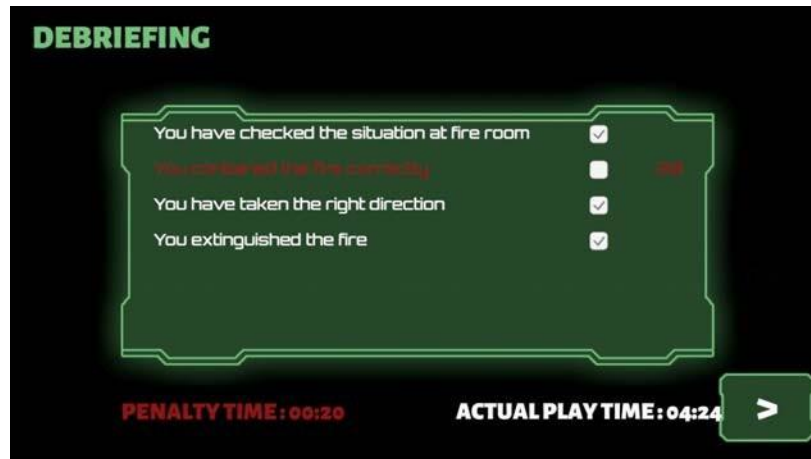 DEBRIEFING
You have checked the situation at fire room
You contained the fire correctly
You have taken the right direction
You extinguished the fire
PENALTY TIME : 00:20
ACTUAL PLAY TIME : 04:24
>